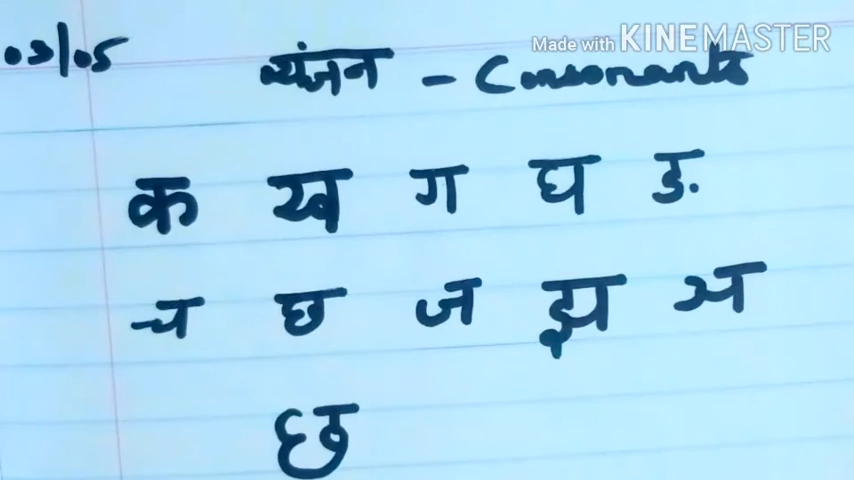 Made with KINEMASTER
03/05
व्यंजन - Consonants
क ख ग घ ङ
च छ ज झ ञ
छ